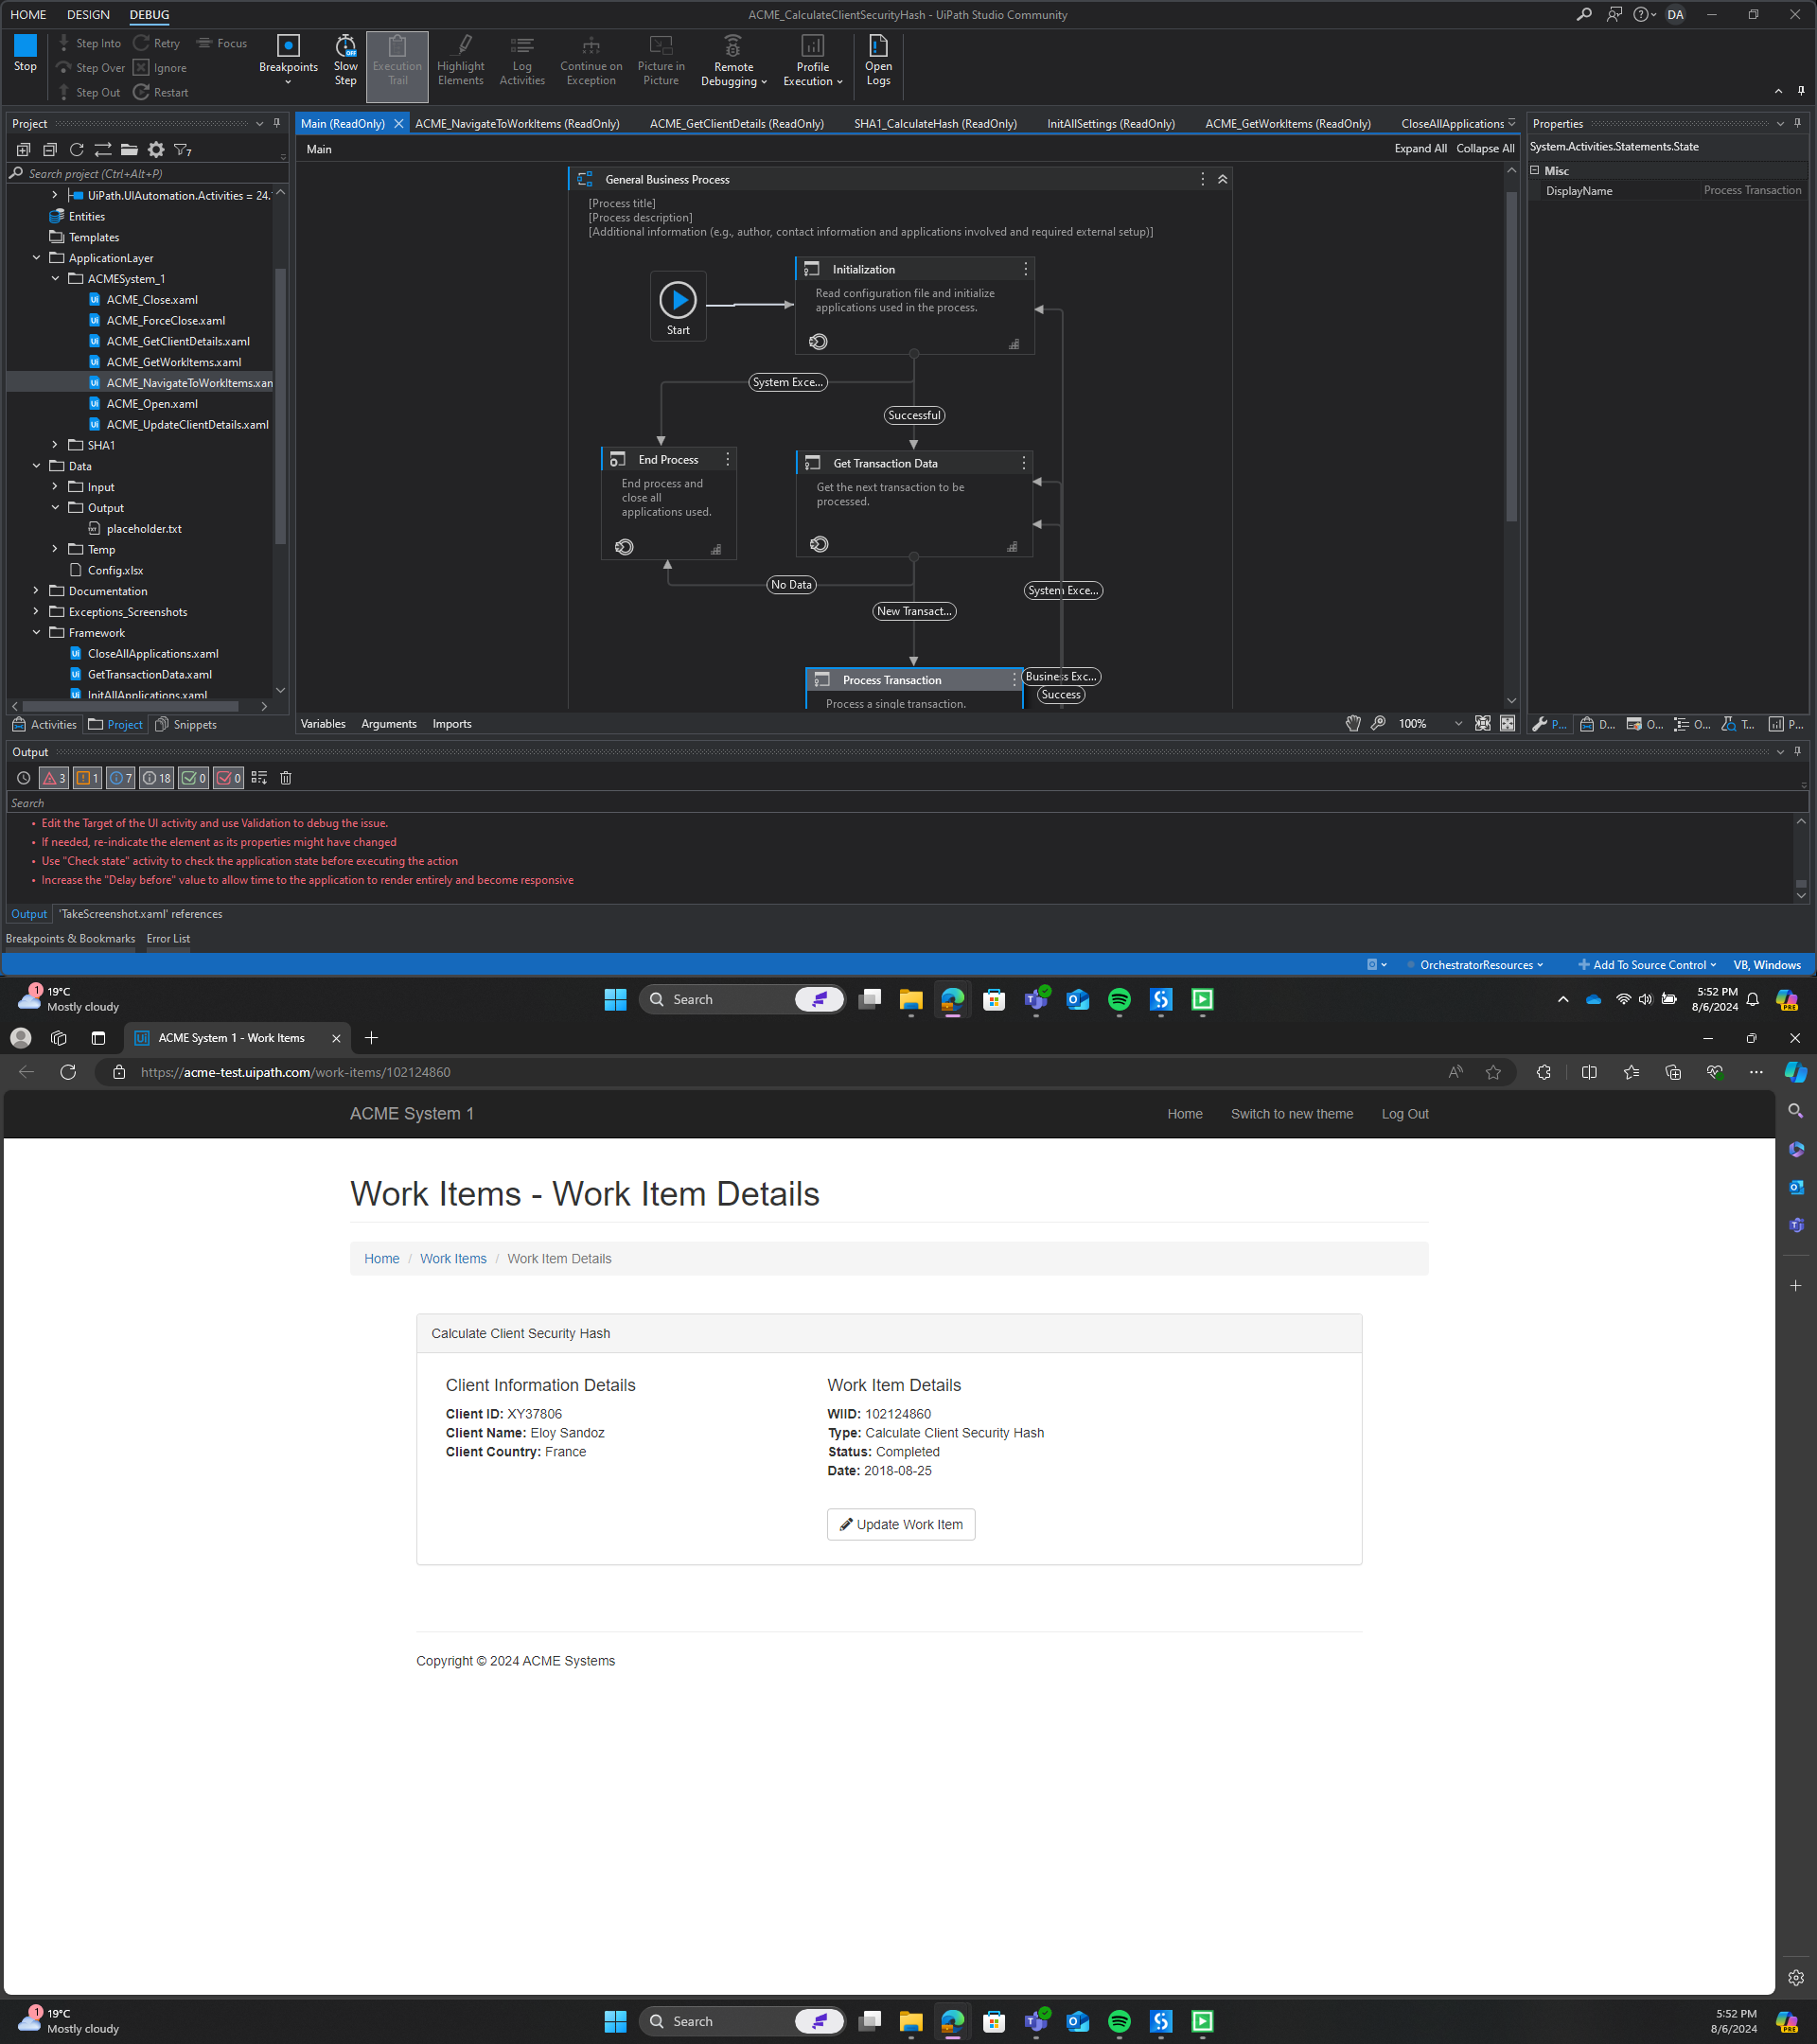 HOME DESIGN DEBUG
ACME_CalculateClientSecurityHash - UiPath Studio Community
DA
Stop
Step Into Retry Focus
Step Over Ignore
Step Out Restart
Breakpoints
Slow Step
Execution Trail
Highlight Elements
Log Activities
Continue on Exception
Picture in Picture
Remote Debugging
Profile Execution
Open Logs
Project
Search project (Ctrl+Alt+P)
UiPath.UIAutomation.Activities = 24.
Entities
Templates
ApplicationLayer
ACMESystem_1
ACME_Close.xaml
ACME_ForceClose.xaml
ACME_GetClientDetails.xaml
ACME_GetWorkItems.xaml
ACME_NavigateToWorkItems.xam
ACME_Open.xaml
ACME_UpdateClientDetails.xaml
SHA1
Data
Input
Output
placeholder.txt
Temp
Config.xlsx
Documentation
Exceptions_Screenshots
Framework
CloseAllApplications.xaml
GetTransactionData.xaml
InitAllApplications.xaml
Activities Project Snippets
Main (ReadOnly) ACME_NavigateToWorkItems (ReadOnly) ACME_GetClientDetails (ReadOnly) SHA1_CalculateHash (ReadOnly) InitAllSettings (ReadOnly) ACME_GetWorkItems (ReadOnly) CloseAllApplications
Main
Expand All Collapse All
General Business Process
[Process title]
[Process description]
[Additional information (e.g., author, contact information and applications involved and required external setup)]
Start
Initialization
Read configuration file and initialize
applications used in the process.
System Exce...
Successful
End Process
End process and
close all
applications used.
Get Transaction Data
Get the next transaction to be
processed.
No Data
New Transact...
System Exce...
Process Transaction
Process a single transaction.
Business Exc...
Success
Variables Arguments Imports
100%
Properties
System.Activities.Statements.State
Misc
DisplayName Process Transaction
P... D... O... O... T... P...
Output
3 1 7 18 0 0
Search
• Edit the Target of the UI activity and use Validation to debug the issue.
• If needed, re-indicate the element as its properties might have changed
• Use "Check state" activity to check the application state before executing the action
• Increase the "Delay before" value to allow time to the application to render entirely and become responsive
Output 'TakeScreenshot.xaml' references
Breakpoints & Bookmarks Error List
OrchestratorResources Add To Source Control VB, Windows
1
19°C
Mostly cloudy
Search
5:52 PM
8/6/2024
PRE
ACME System 1 - Work Items
https://acme-test.uipath.com/work-items/102124860
ACME System 1
Home Switch to new theme Log Out
Work Items - Work Item Details
Home / Work Items / Work Item Details
Calculate Client Security Hash
Client Information Details
Client ID: XY37806
Client Name: Eloy Sandoz
Client Country: France
Work Item Details
WIID: 102124860
Type: Calculate Client Security Hash
Status: Completed
Date: 2018-08-25
Update Work Item
Copyright © 2024 ACME Systems
1
19°C
Mostly cloudy
Search
5:52 PM
8/6/2024
PRE